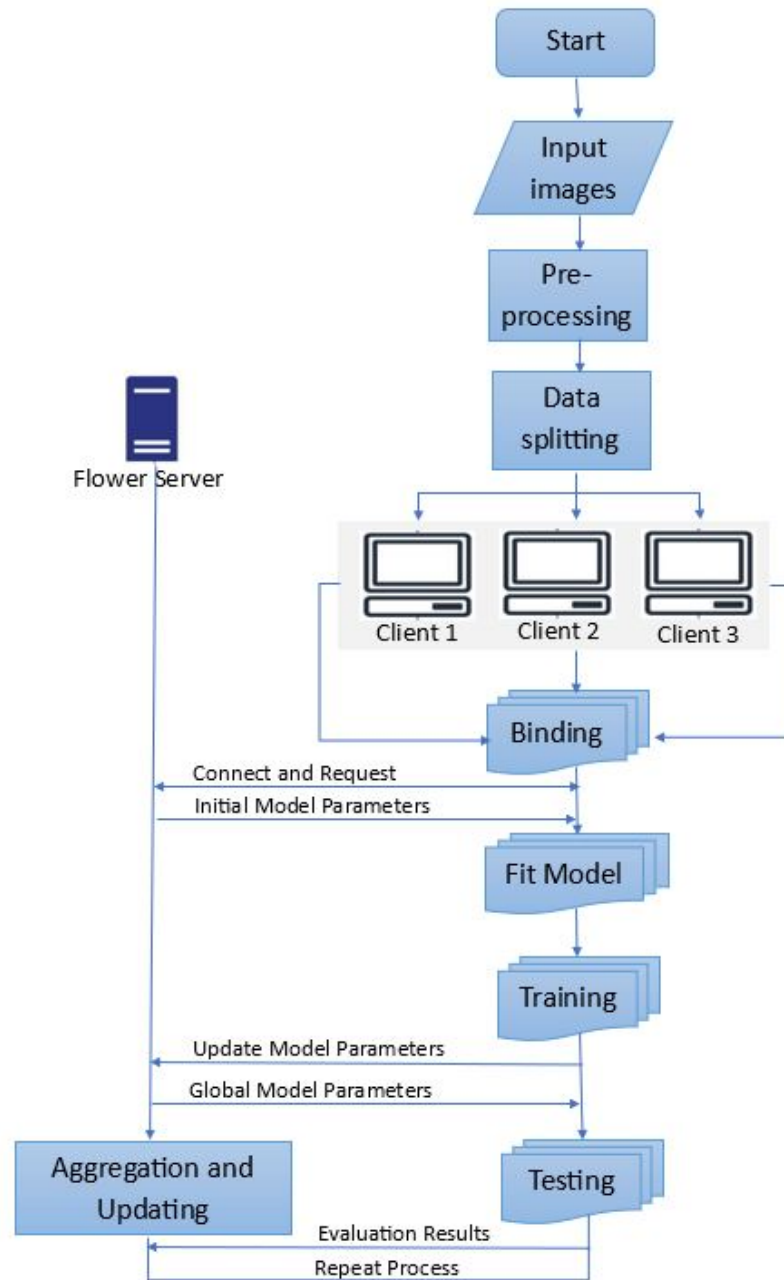 Start
Input
images
Pre-
processing
Data
splitting
Flower Server
Client 1
Client 2
Client 3
Binding
Connect and Request
Initial Model Parameters
Fit Model
Training
Update Model Parameters
Global Model Parameters
Aggregation and
Updating
Testing
Evaluation Results
Repeat Process